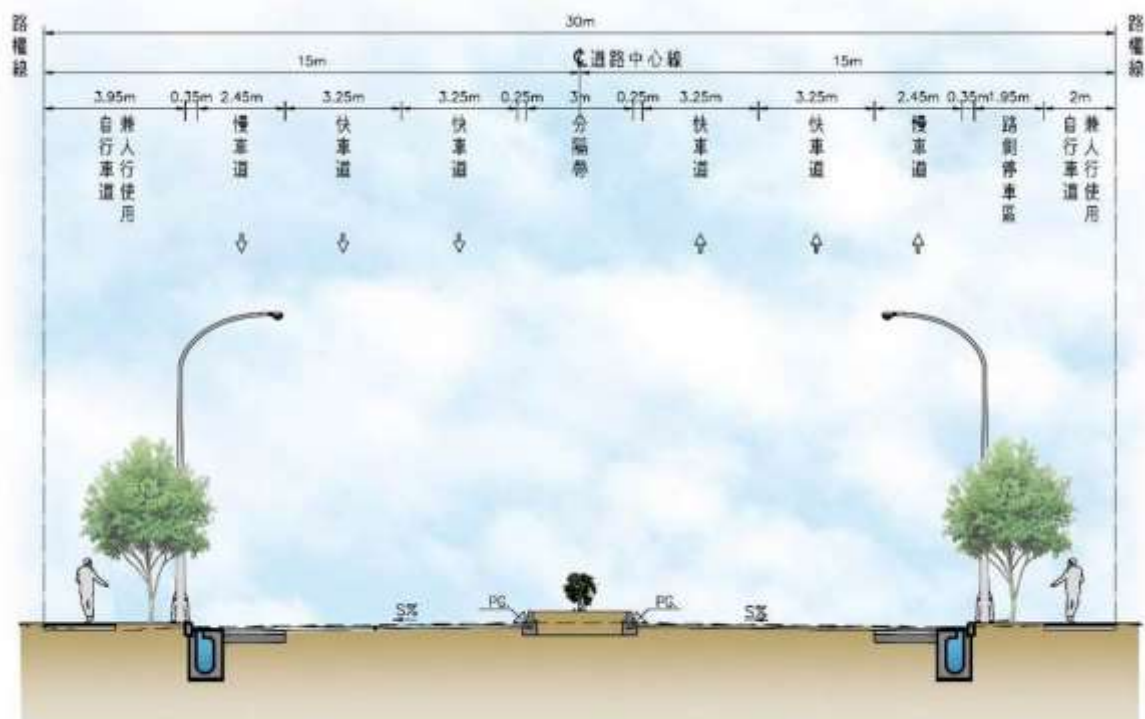 路權線
30m
路權線
15m
℄道路中心線
15m
3.95m
0.35m
2.45m
3.25m
3.25m
0.25m
3m
0.25m
3.25m
3.25m
2.45m
0.35m
1.95m
2m
兼人行使用
自行車道
慢車道
快車道
快車道
分隔帶
快車道
快車道
慢車道
路側停車區
兼人行使用
自行車道
S%
PG.
PG.
S%